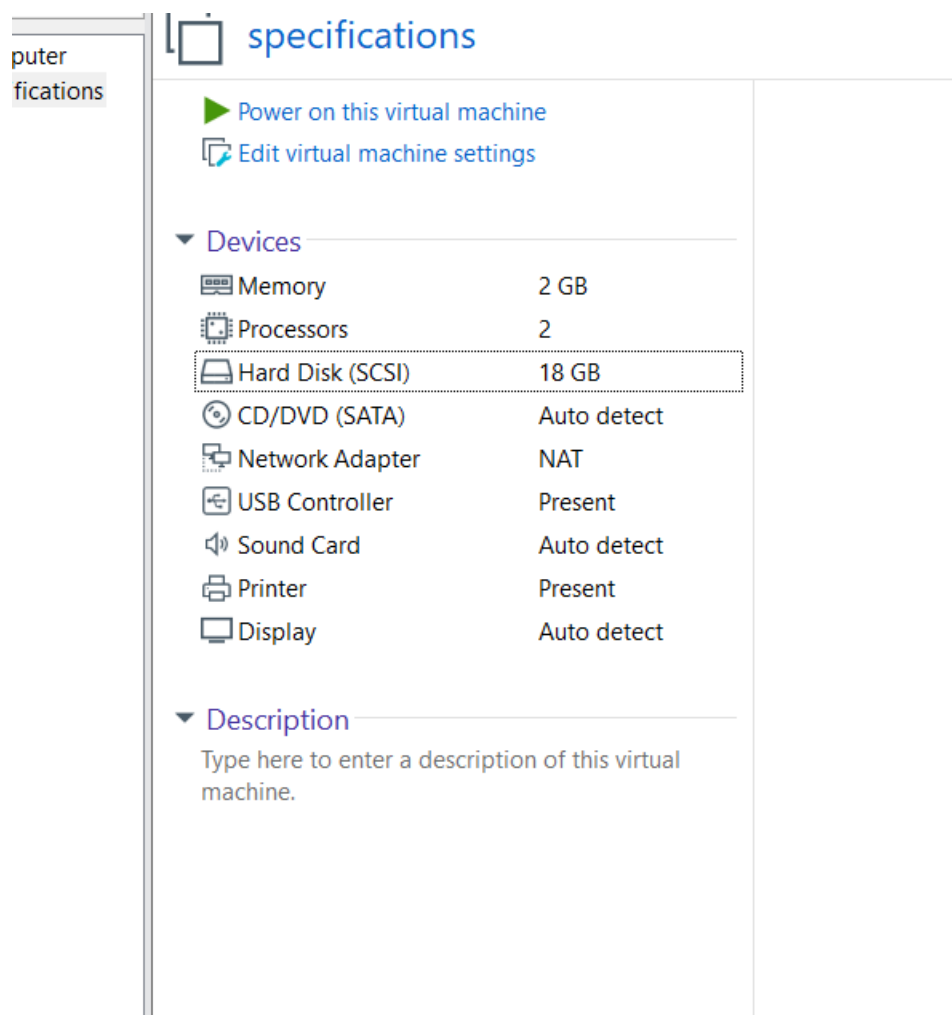 specifications
puter
fications
Power on this virtual machine
Edit virtual machine settings
Devices
Memory 2 GB
Processors 2
Hard Disk (SCSI) 18 GB
CD/DVD (SATA) Auto detect
Network Adapter NAT
USB Controller Present
Sound Card Auto detect
Printer Present
Display Auto detect
Description
Type here to enter a description of this virtual
machine.